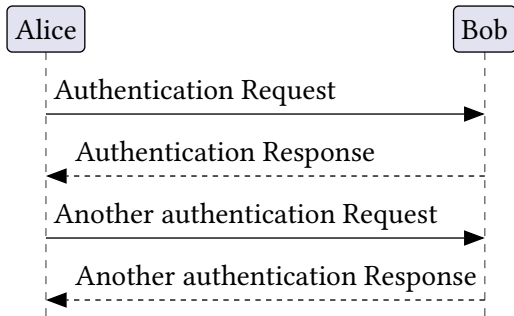 Alice
Bob
Authentication Request
Authentication Response
Another authentication Request
Another authentication Response